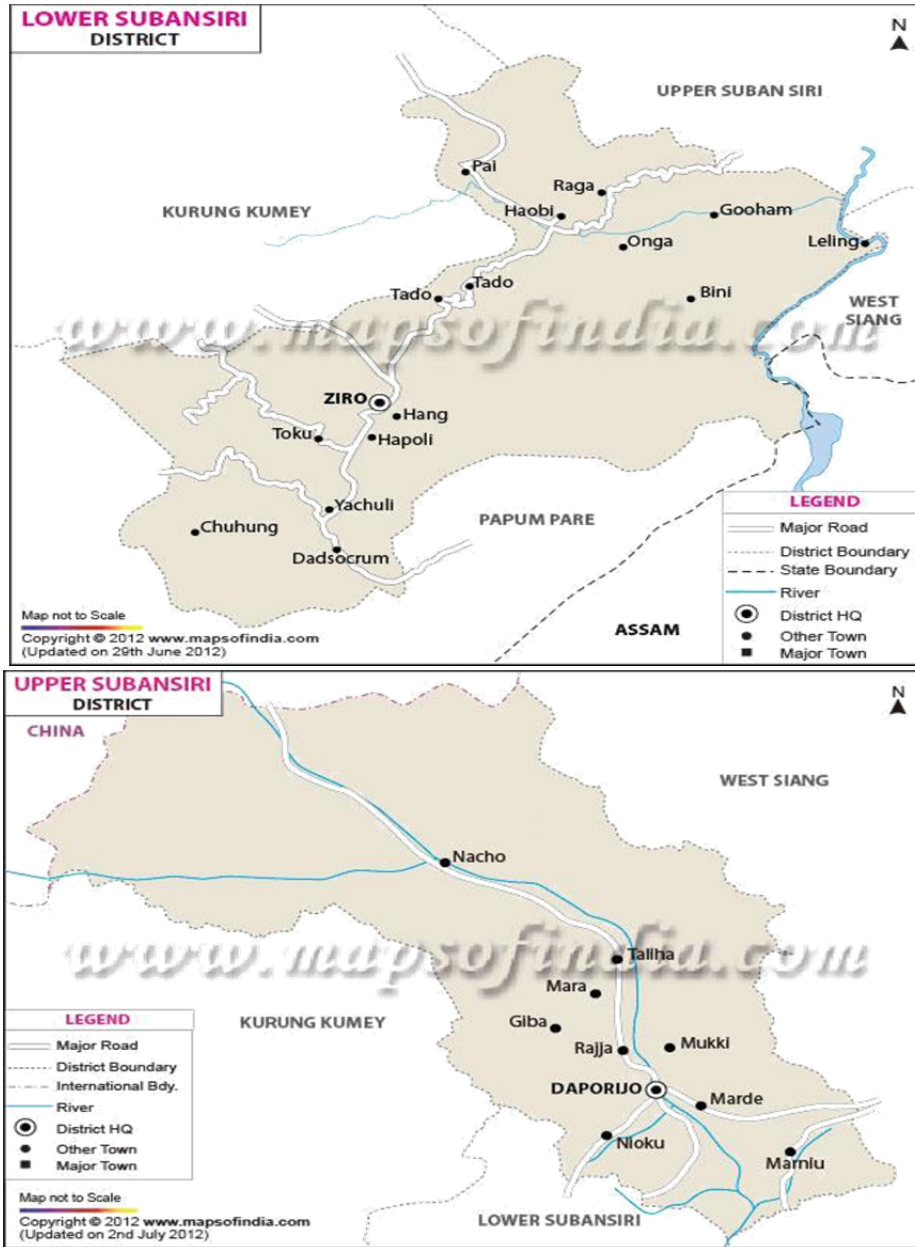 LOWER SUBANSIRI
DISTRICT
N
UPPER SUBAN SIRI
KURUNG KUMEY
Pai
Raga
Haobi
Gooham
Onga
Leling
Tado
Tado
Bini
WEST
SIANG
www.mapsofindia.com
ZIRO
Hang
Toku
Hapoli
Yachuli
Chuhung
PAPUM PARE
Dadsocrum
ASSAM
LEGEND
Major Road
District Boundary
State Boundary
River
District HQ
Other Town
Major Town
Map not to Scale
Copyright © 2012 www.mapsofindia.com
(Updated on 29th June 2012)
UPPER SUBANSIRI
DISTRICT
N
CHINA
WEST SIANG
Nacho
www.mapsofindia.com
Taliha
Mara
Giba
KURUNG KUMEY
Rajja
Mukki
DAPORIJO
Marde
Nioku
Marniu
LOWER SUBANSIRI
LEGEND
Major Road
District Boundary
International Bdy.
River
District HQ
Other Town
Major Town
Map not to Scale
Copyright © 2012 www.mapsofindia.com
(Updated on 2nd July 2012)